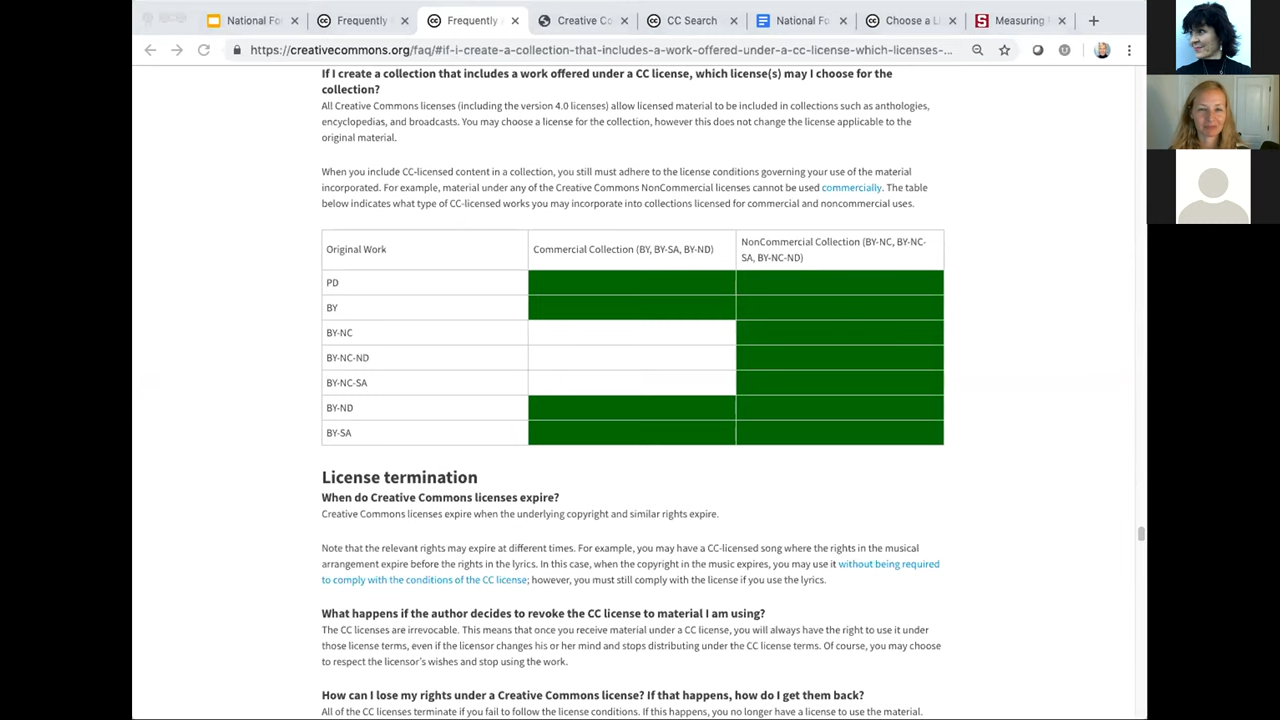 National Fo
Frequently
Frequently
Creative Co
CC Search
National Fo
Choose a L
Measuring
https://creativecommons.org/faq/#if-i-create-a-collection-that-includes-a-work-offered-under-a-cc-license-which-licenses-...
If I create a collection that includes a work offered under a CC license, which license(s) may I choose for the
collection?
All Creative Commons licenses (including the version 4.0 licenses) allow licensed material to be included in collections such as anthologies,
encyclopedias, and broadcasts. You may choose a license for the collection, however this does not change the license applicable to the
original material.
When you include CC-licensed content in a collection, you still must adhere to the license conditions governing your use of the material
incorporated. For example, material under any of the Creative Commons NonCommercial licenses cannot be used commercially. The table
below indicates what type of CC-licensed works you may incorporate into collections licensed for commercial and noncommercial uses.
Original Work
Commercial Collection (BY, BY-SA, BY-ND)
NonCommercial Collection (BY-NC, BY-NC-
SA, BY-NC-ND)
PD
BY
BY-NC
BY-NC-ND
BY-NC-SA
BY-ND
BY-SA
License termination
When do Creative Commons licenses expire?
Creative Commons licenses expire when the underlying copyright and similar rights expire.
Note that the relevant rights may expire at different times. For example, you may have a CC-licensed song where the rights in the musical
arrangement expire before the rights in the lyrics. In this case, when the copyright in the music expires, you may use it without being required
to comply with the conditions of the CC license; however, you must still comply with the license if you use the lyrics.
What happens if the author decides to revoke the CC license to material I am using?
The CC licenses are irrevocable. This means that once you receive material under a CC license, you will always have the right to use it under
those license terms, even if the licensor changes his or her mind and stops distributing under the CC license terms. Of course, you may choose
to respect the licensor's wishes and stop using the work.
How can I lose my rights under a Creative Commons license? If that happens, how do I get them back?
All of the CC licenses terminate if you fail to follow the license conditions. If this happens, you no longer have a license to use the material.